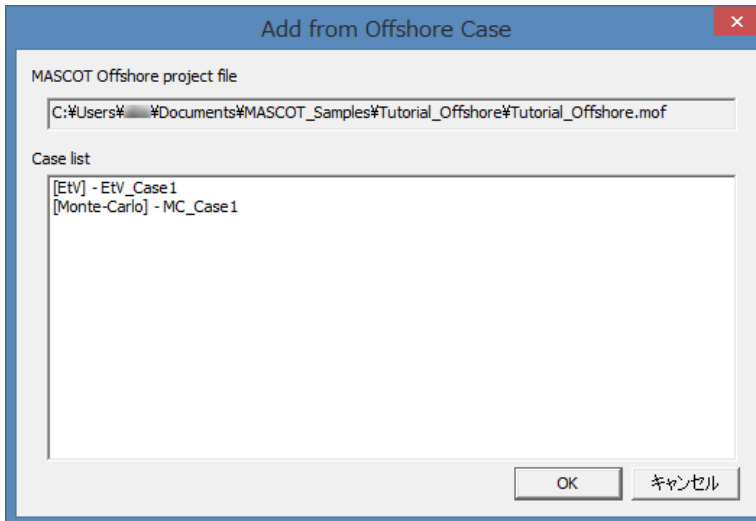 Add from Offshore Case
MASCOT Offshore project file
C:¥Users¥ ¥Documents¥MASCOT_Samples¥Tutorial_Offshore¥Tutorial_Offshore.mof
Case list
[EtV] - EtV_Case1
[Monte-Carlo] - MC_Case1
OK
キャンセル